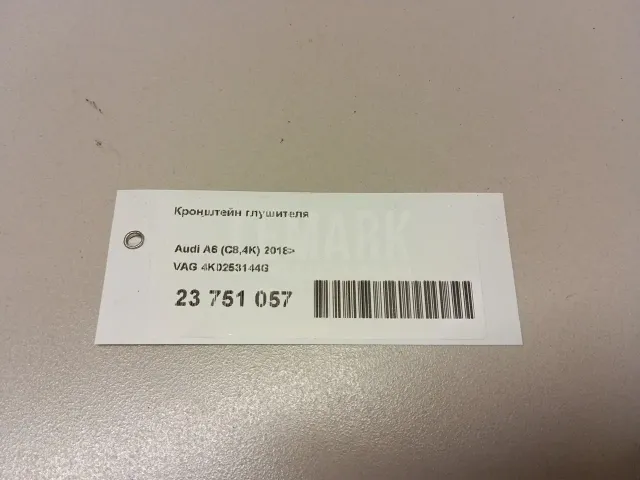 Кронштейн глушителя
Audi A6 (C8,4K) 2018>
VAG 4K0253144G
23 751 057